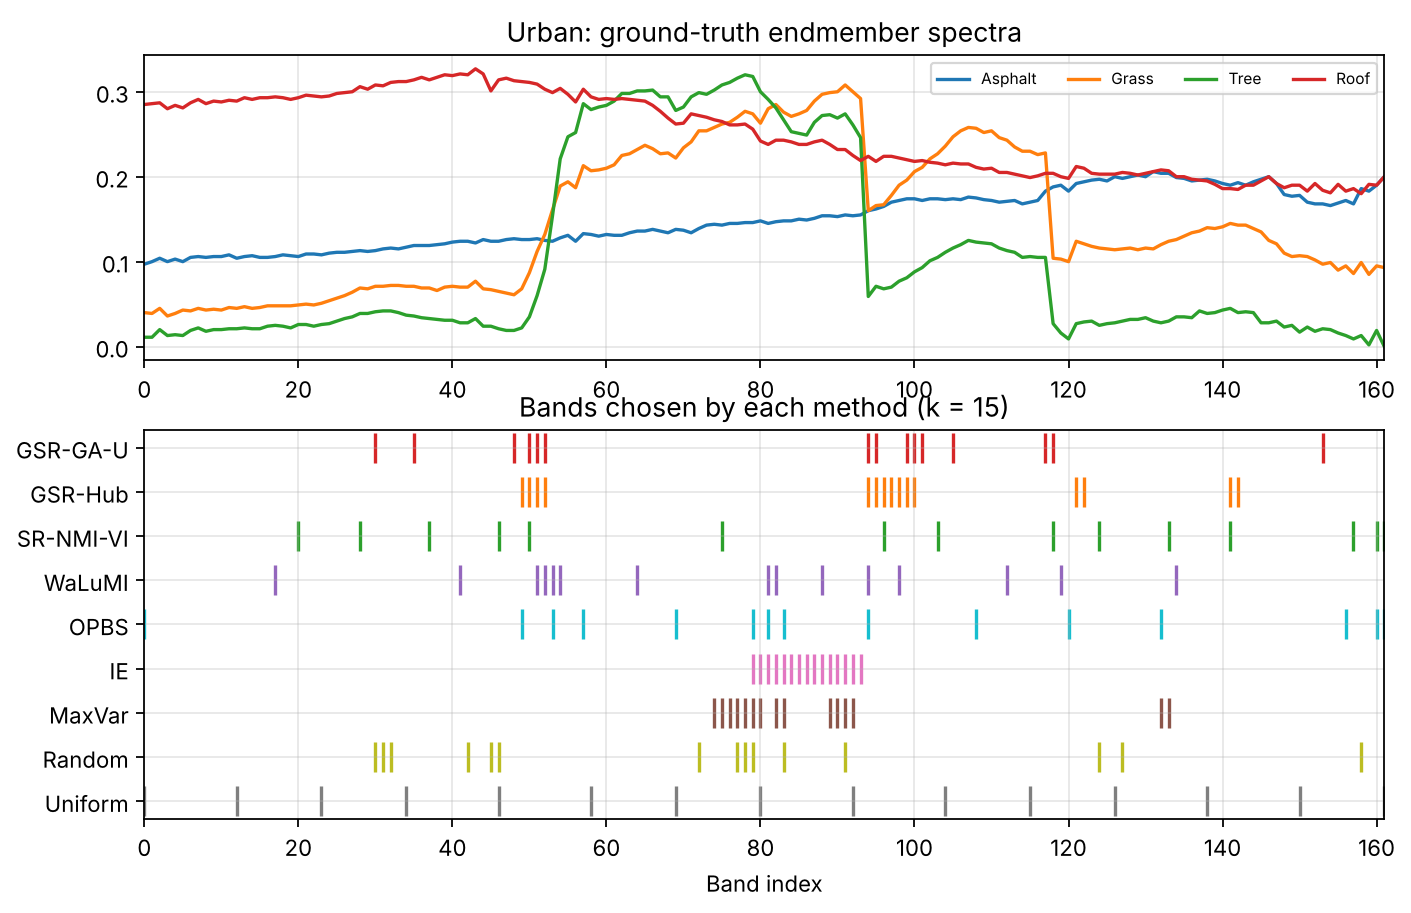 Urban: ground-truth endmember spectra
Asphalt Grass Tree Roof
0.3
0.2
0.1
0.0
0 20 40 60 80 100 120 140 160
Bands chosen by each method (k = 15)
GSR-GA-U
GSR-Hub
SR-NMI-VI
WaLuMI
OPBS
IE
MaxVar
Random
Uniform
0 20 40 60 80 100 120 140 160
Band index